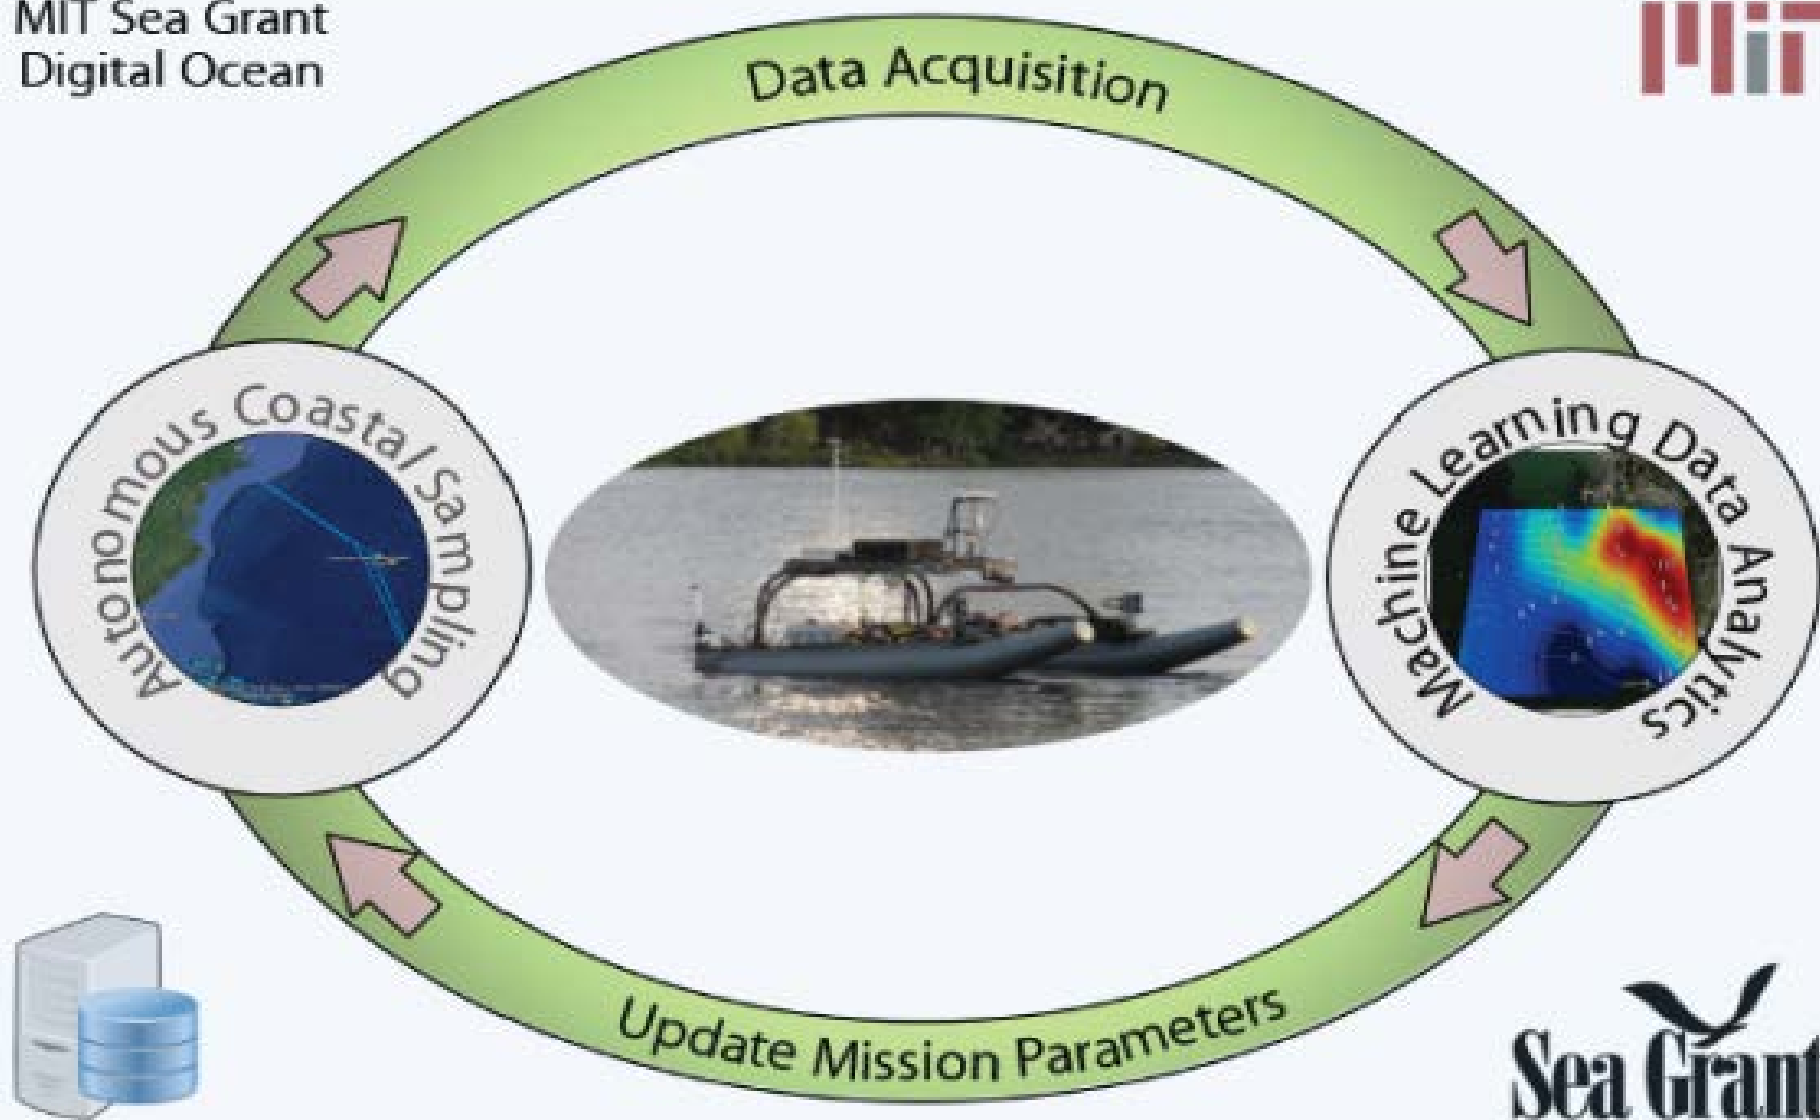 MIT Sea Grant
Digital Ocean
MIT
Data Acquisition
Autonomous Coastal Sampling
Machine Learning Data Analytics
Update Mission Parameters
Sea Grant